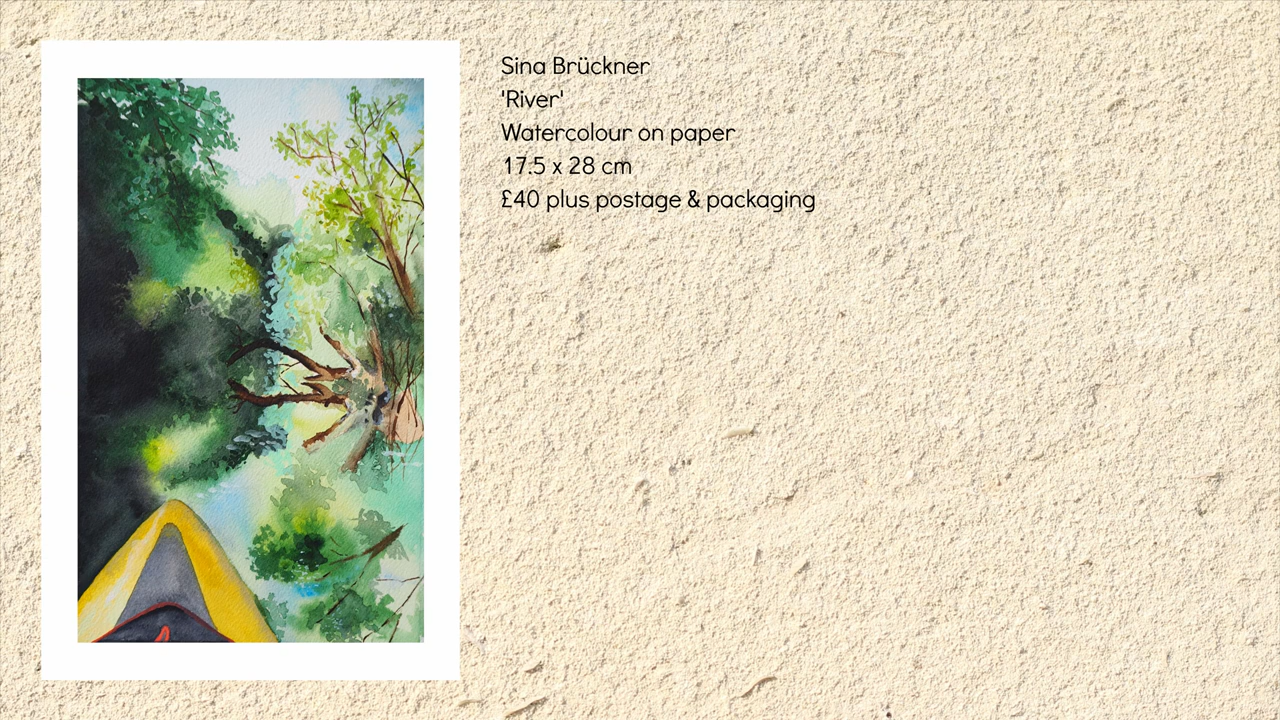 Sina Brückner
'River'
Watercolour on paper
17.5 x 28 cm
£40 plus postage & packaging